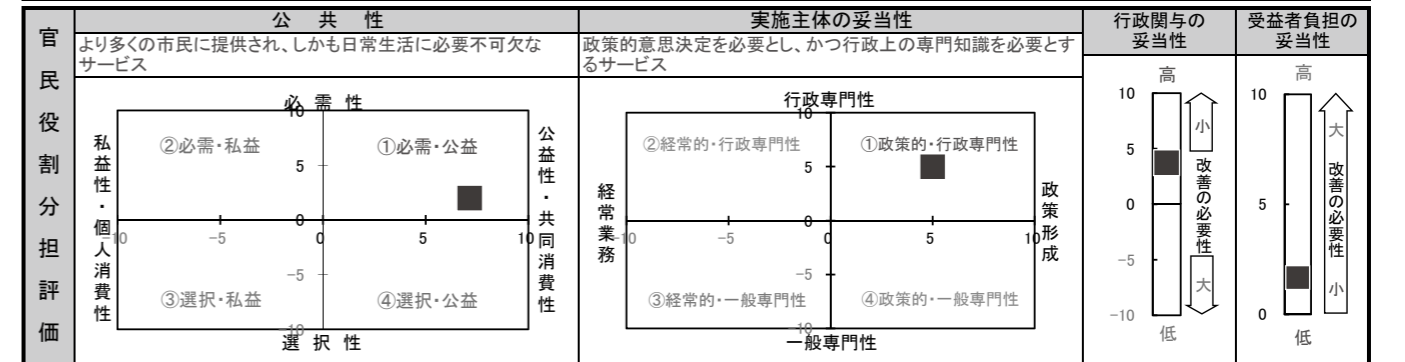 官民役割分担評価
公共性
より多くの市民に提供され、しかも日常生活に必要不可欠な
サービス
必需性
10
②必需・私益
①必需・公益
5
私益性・個人消費性
公益性・共同消費性
0
−10
−5
0
5
10
−5
③選択・私益
④選択・公益
−10
選択性
実施主体の妥当性
政策的意思決定を必要とし、かつ行政上の専門知識を必要とす
るサービス
行政専門性
10
②経常的・行政専門性
①政策的・行政専門性
5
経常業務
政策形成
0
−10
−5
0
5
10
−5
③経常的・一般専門性
④政策的・一般専門性
−10
一般専門性
行政関与の
妥当性
高
10
5
0
−5
−10
低
小
改善の必要性
大
受益者負担の
妥当性
高
10
5
0
低
大
改善の必要性
小